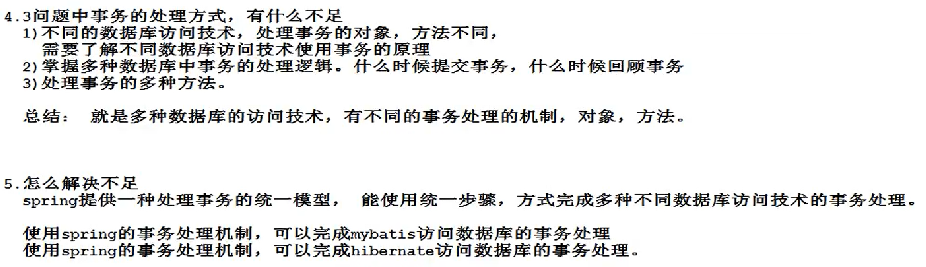 4.3问题中事务的处理方式，有什么不足
1)不同的数据库访问技术，处理事务的对象，方法不同，
需要了解不同数据库访问技术使用事务的原理
2)掌握多种数据库中事务的处理逻辑。什么时候提交事务，什么时候回顾事务
3)处理事务的多种方法。
总结： 就是多种数据库的访问技术，有不同的事务处理的机制，对象，方法。
5.怎么解决不足
spring提供一种处理事务的统一模型， 能使用统一步骤，方式完成多种不同数据库访问技术的事务处理。
使用spring的事务处理机制，可以完成mybatis访问数据库的事务处理
使用spring的事务处理机制，可以完成hibernate访问数据库的事务处理。